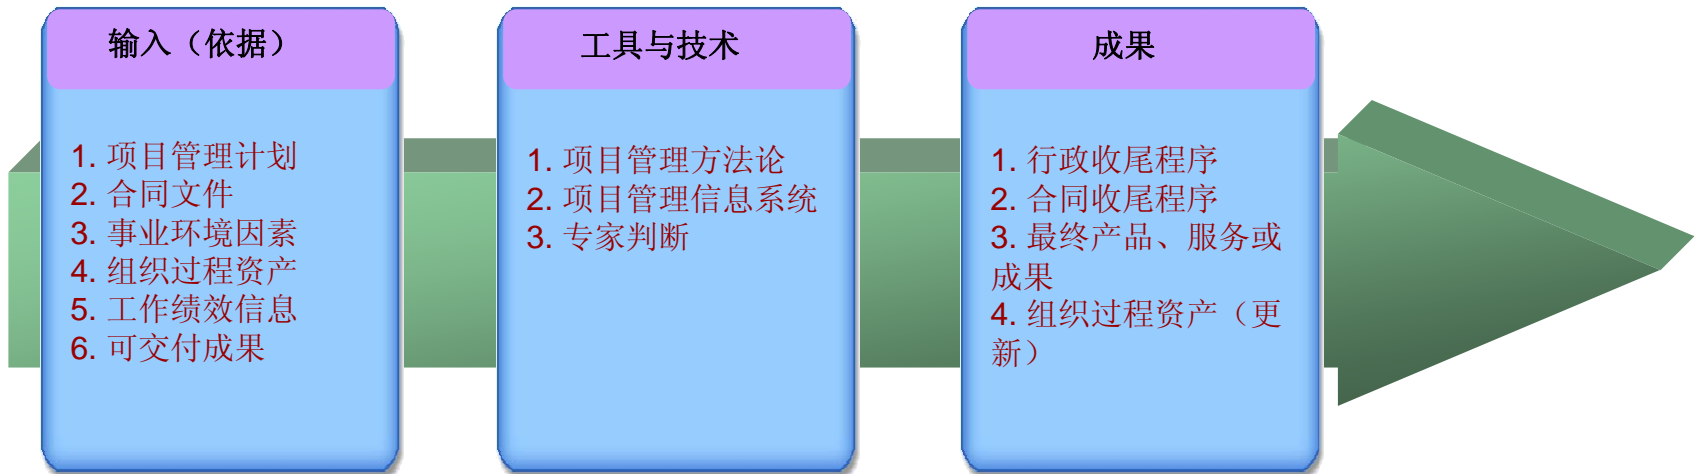 输入（依据）
1. 项目管理计划
2. 合同文件
3. 事业环境因素
4. 组织过程资产
5. 工作绩效信息
6. 可交付成果
工具与技术
1. 项目管理方法论
2. 项目管理信息系统
3. 专家判断
成果
1. 行政收尾程序
2. 合同收尾程序
3. 最终产品、服务或
成果
4. 组织过程资产（更
新）